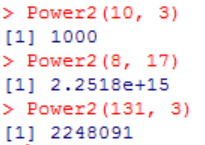 > Power2(10, 3)
[1] 1000
> Power2(8, 17)
[1] 2.2518e+15
> Power2(131, 3)
[1] 2248091